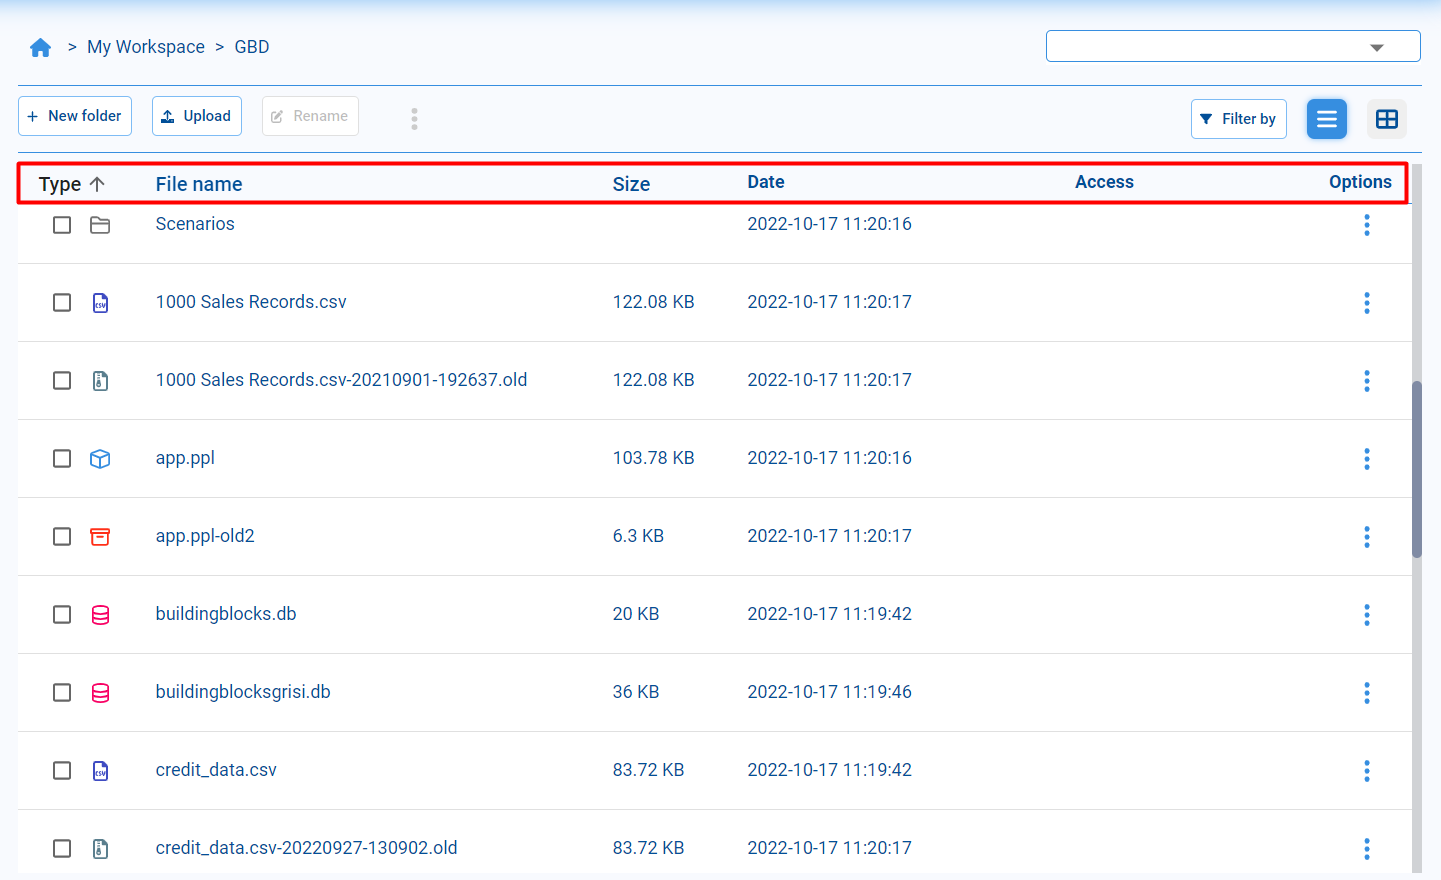 > My Workspace > GBD
+ New folder Upload Rename Filter by
Type ↑ File name Size Date Access Options
Scenarios 2022-10-17 11:20:16
csv 1000 Sales Records.csv 122.08 KB 2022-10-17 11:20:17
1000 Sales Records.csv-20210901-192637.old 122.08 KB 2022-10-17 11:20:17
app.ppl 103.78 KB 2022-10-17 11:20:16
app.ppl-old2 6.3 KB 2022-10-17 11:20:17
buildingblocks.db 20 KB 2022-10-17 11:19:42
buildingblocksgrisi.db 36 KB 2022-10-17 11:19:46
csv credit_data.csv 83.72 KB 2022-10-17 11:19:42
credit_data.csv-20220927-130902.old 83.72 KB 2022-10-17 11:20:17